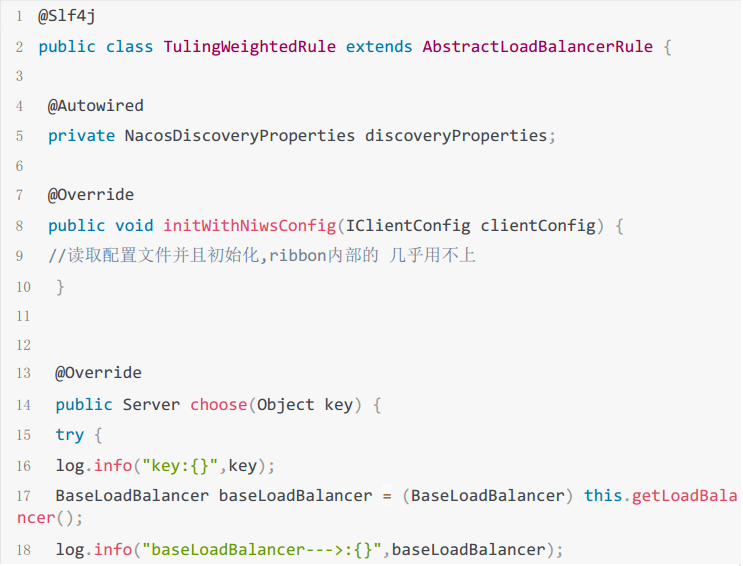 1 @Slf4j
2 public class TulingWeightedRule extends AbstractLoadBalancerRule {
3
4 @Autowired
5 private NacosDiscoveryProperties discoveryProperties;
6
7 @Override
8 public void initWithNiwsConfig(IClientConfig clientConfig) {
9 //读取配置文件并且初始化,ribbon内部的 几乎用不上
10 }
11
12
13 @Override
14 public Server choose(Object key) {
15 try {
16 log.info("key:{}",key);
17 BaseLoadBalancer baseLoadBalancer = (BaseLoadBalancer) this.getLoadBala
ncer();
18 log.info("baseLoadBalancer--->:{}",baseLoadBalancer);